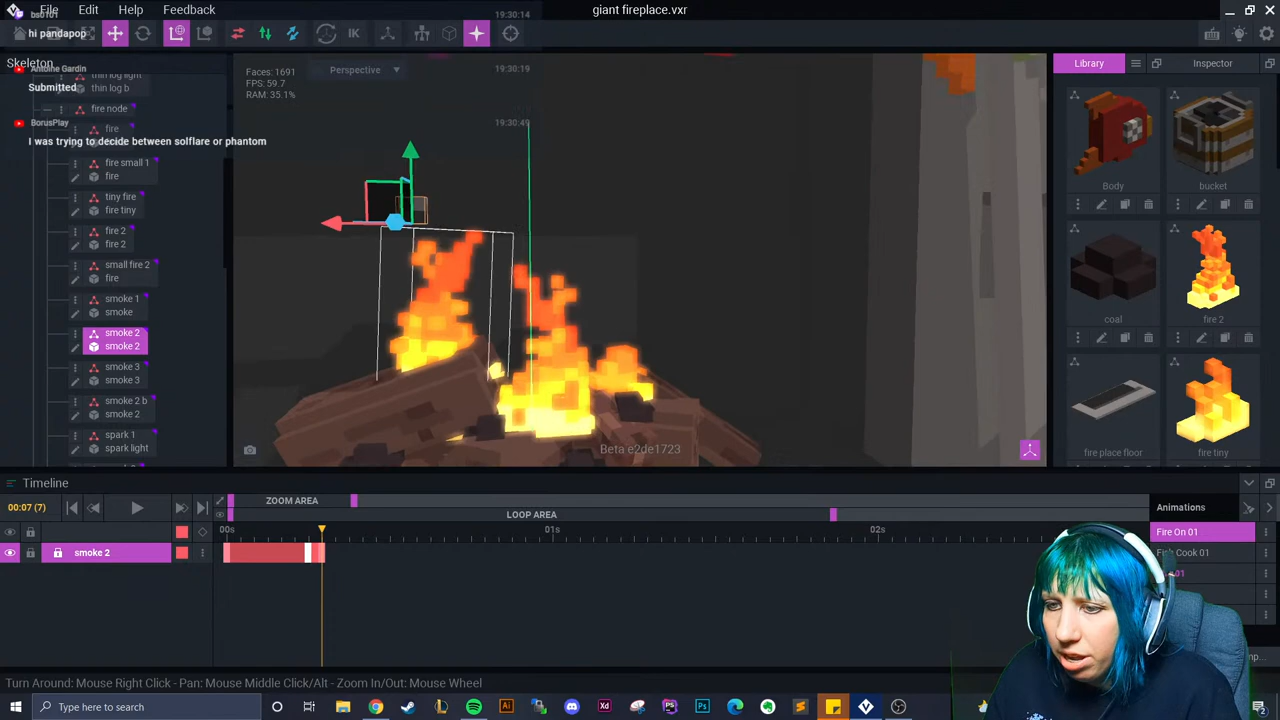 bs0101
19:30:14
File Edit Help Feedback
giant fireplace.vxr
hi pandapop
IK
Skeleton
Antoine Gardin
19:30:19
Submitted
thin log light
thin log b
Faces: 1691
FPS: 59.7
RAM: 35.1%
Perspective
Library
Inspector
fire node
BorusPlay
19:30:49
fire
I was trying to decide between solflare or phantom
fire small 1
fire
tiny fire
fire tiny
fire 2
fire 2
small fire 2
fire
smoke 1
smoke
smoke 2
smoke 2
smoke 3
smoke 3
smoke 2 b
smoke 2
spark 1
spark light
Body
bucket
coal
fire 2
fire place floor
fire tiny
Beta e2de1723
Timeline
00:07 (7)
ZOOM AREA
LOOP AREA
Animations
00s
01s
02s
Fire On 01
smoke 2
Fish Cook 01
01
Turn Around: Mouse Right Click - Pan: Mouse Middle Click/Alt - Zoom In/Out: Mouse Wheel
Type here to search